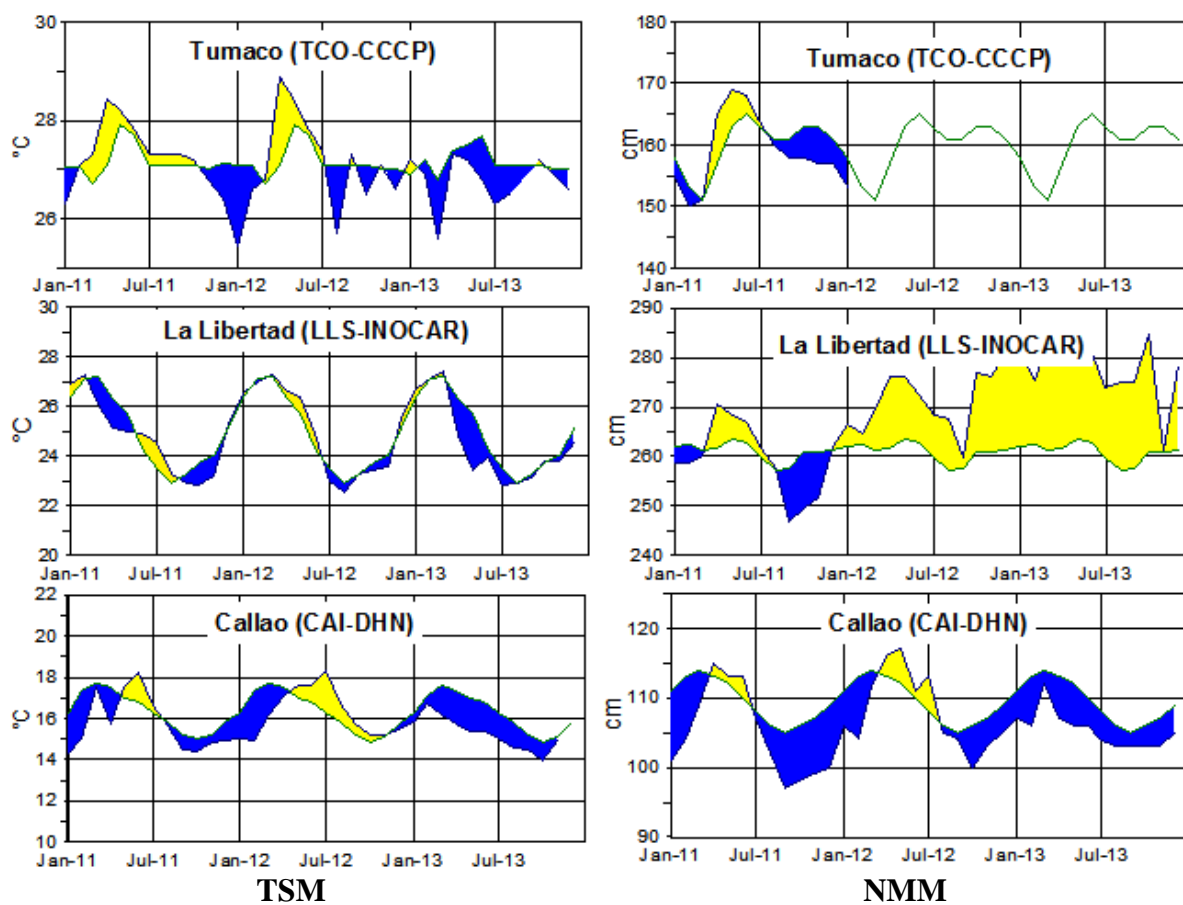 30
Tumaco (TCO-CCCP)
28
°C
26
Jan-11 Jul-11 Jan-12 Jul-12 Jan-13 Jul-13
180
Tumaco (TCO-CCCP)
170
160
cm
150
140
Jan-11 Jul-11 Jan-12 Jul-12 Jan-13 Jul-13
30
La Libertad (LLS-INOCAR)
28
26
°C
24
22
20
Jan-11 Jul-11 Jan-12 Jul-12 Jan-13 Jul-13
290
La Libertad (LLS-INOCAR)
280
270
cm
260
250
240
Jan-11 Jul-11 Jan-12 Jul-12 Jan-13 Jul-13
22
Callao (CAI-DHN)
20
18
°C
16
14
12
10
Jan-11 Jul-11 Jan-12 Jul-12 Jan-13 Jul-13
TSM
120
Callao (CAI-DHN)
110
cm
100
90
Jan-11 Jul-11 Jan-12 Jul-12 Jan-13 Jul-13
NMM